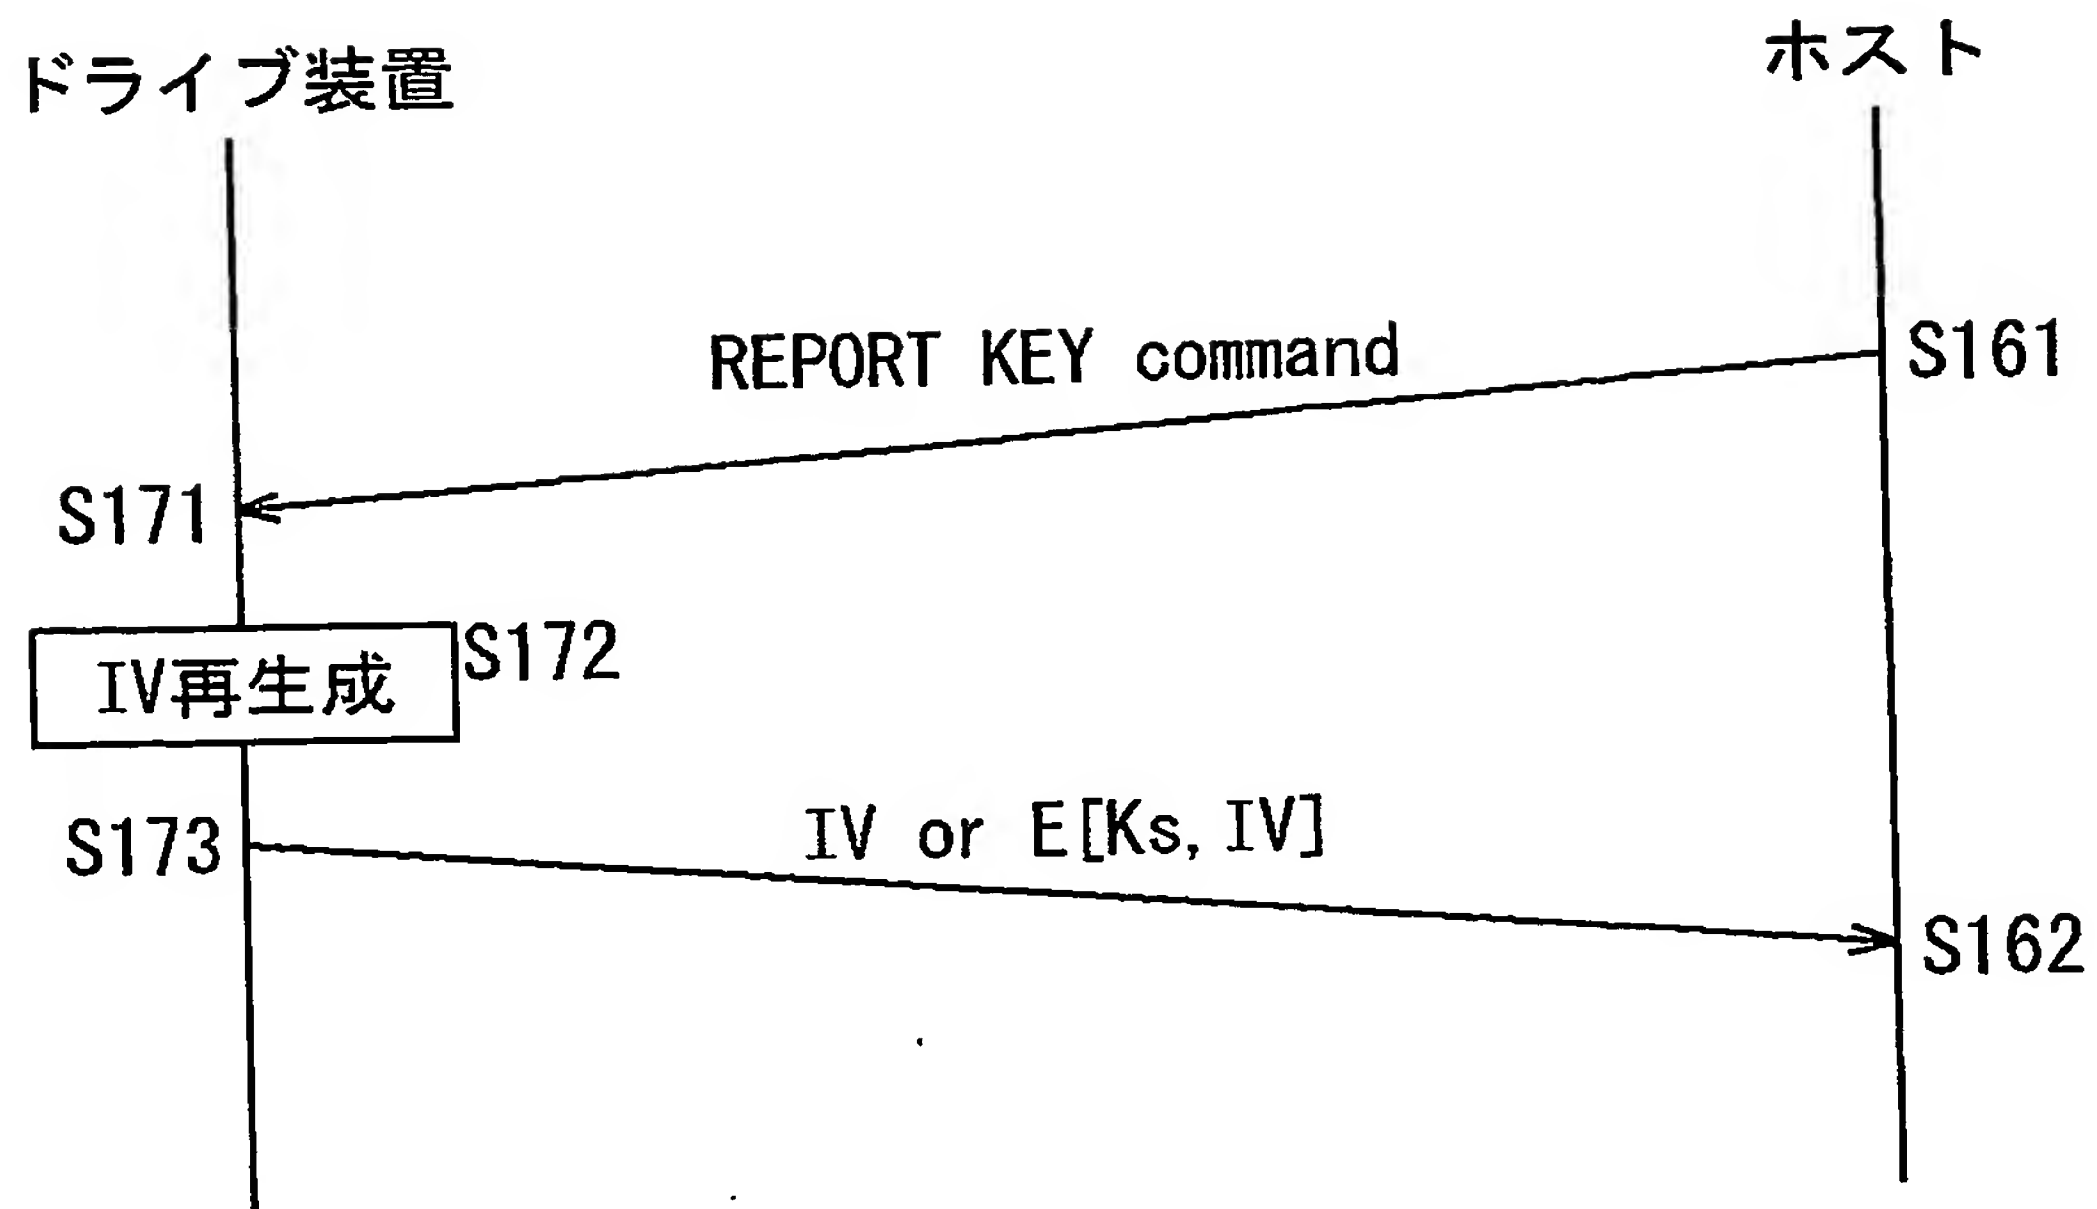 ドライブ装置
ホスト
REPORT KEY command
S161
S171
IV再生成
S172
IV or E[Ks, IV]
S173
S162